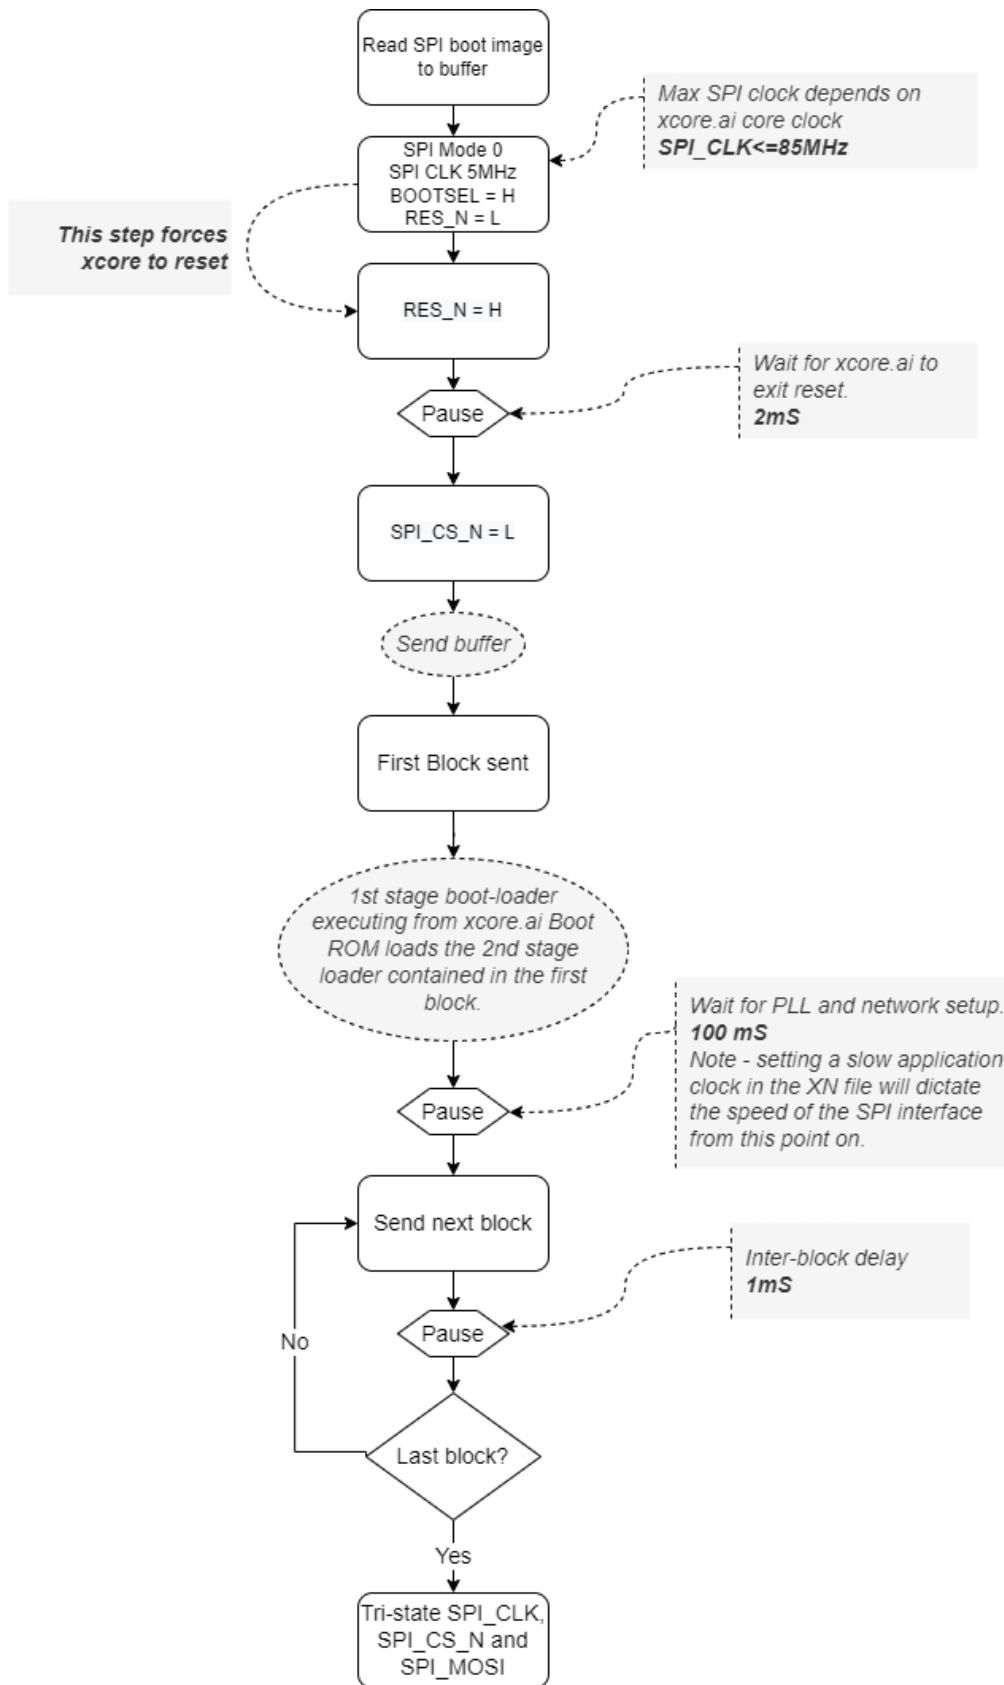 Read SPI boot image
to buffer
Max SPI clock depends on
xcore.ai core clock
SPI_CLK<=85MHz
SPI Mode 0
SPI CLK 5MHz
BOOTSEL = H
RES_N = L
This step forces
xcore to reset
RES_N = H
Wait for xcore.ai to
exit reset.
2mS
Pause
SPI_CS_N = L
Send buffer
First Block sent
1st stage boot-loader
executing from xcore.ai Boot
ROM loads the 2nd stage
loader contained in the first
block.
Wait for PLL and network setup.
100 mS
Note - setting a slow application
clock in the XN file will dictate
the speed of the SPI interface
from this point on.
Pause
Send next block
Inter-block delay
1mS
Pause
No
Last block?
Yes
Tri-state SPI_CLK,
SPI_CS_N and
SPI_MOSI